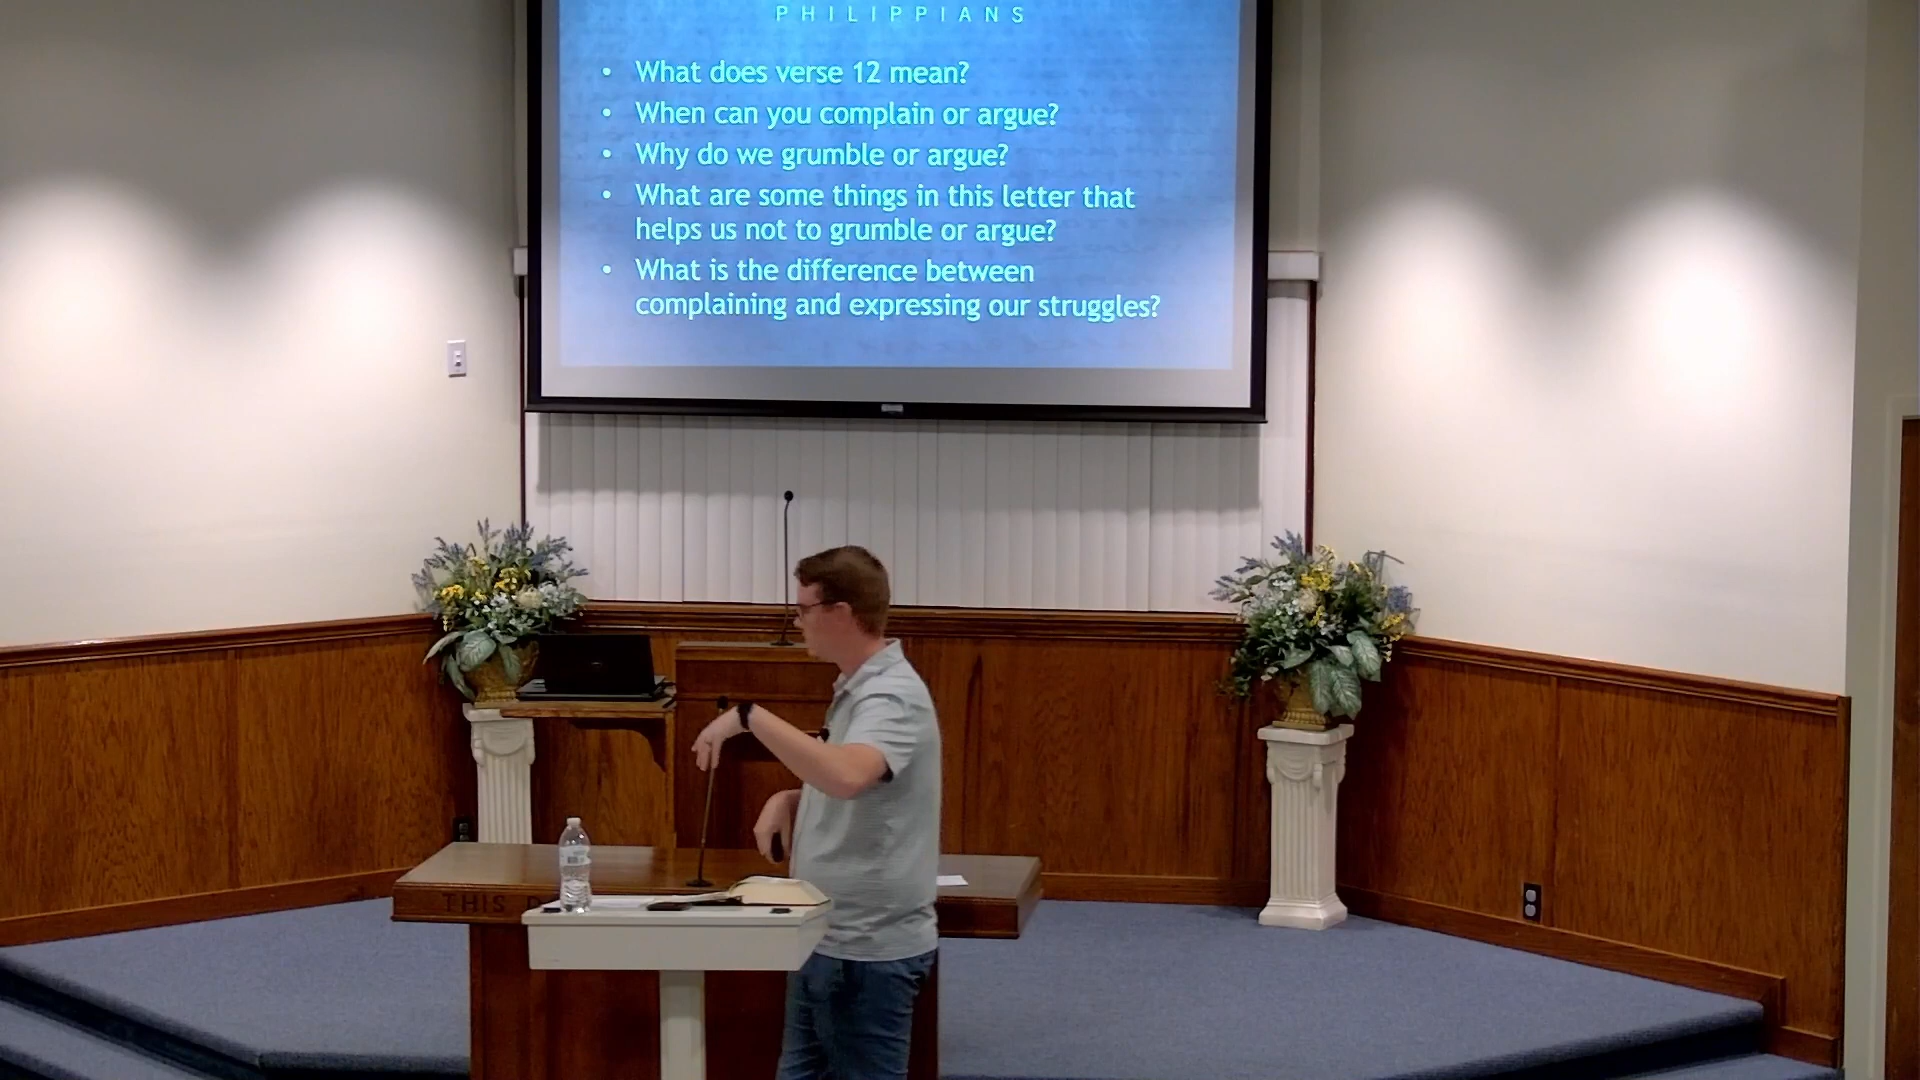 PHILIPPIANS
• What does verse 12 mean?
• When can you complain or argue?
• Why do we grumble or argue?
• What are some things in this letter that
helps us not to grumble or argue?
• What is the difference between
complaining and expressing our struggles?
THIS